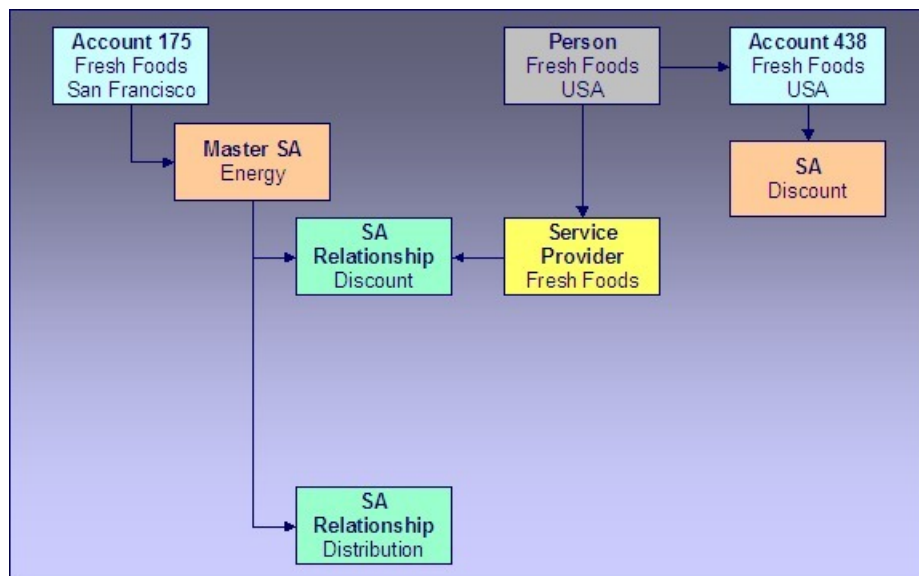 Account 175
Fresh Foods
San Francisco
Person
Fresh Foods
USA
Account 438
Fresh Foods
USA
Master SA
Energy
SA
Discount
SA
Relationship
Discount
Service
Provider
Fresh Foods
SA
Relationship
Distribution